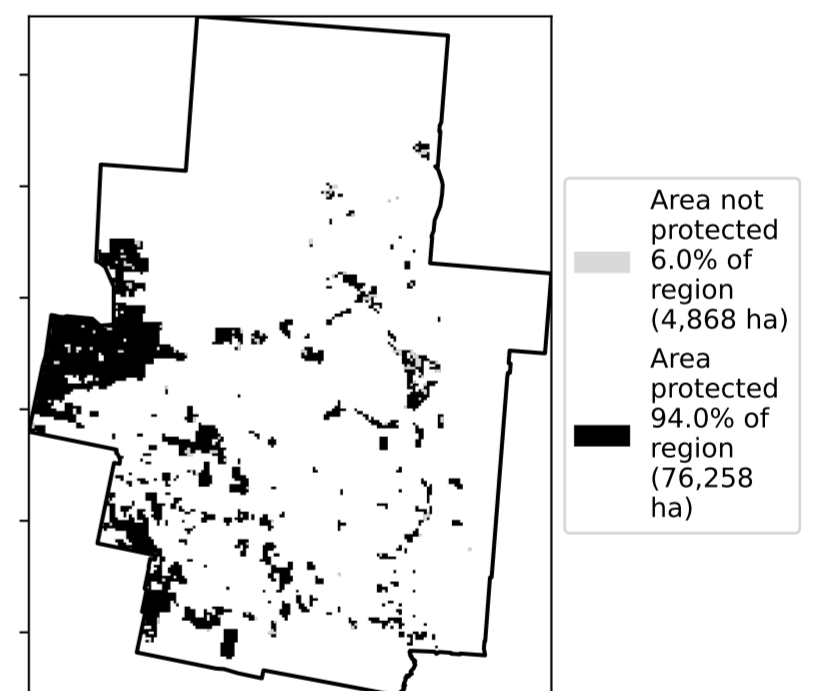 Area not
protected
6.0% of
region
(4,868 ha)
Area
protected
94.0% of
region
(76,258
ha)